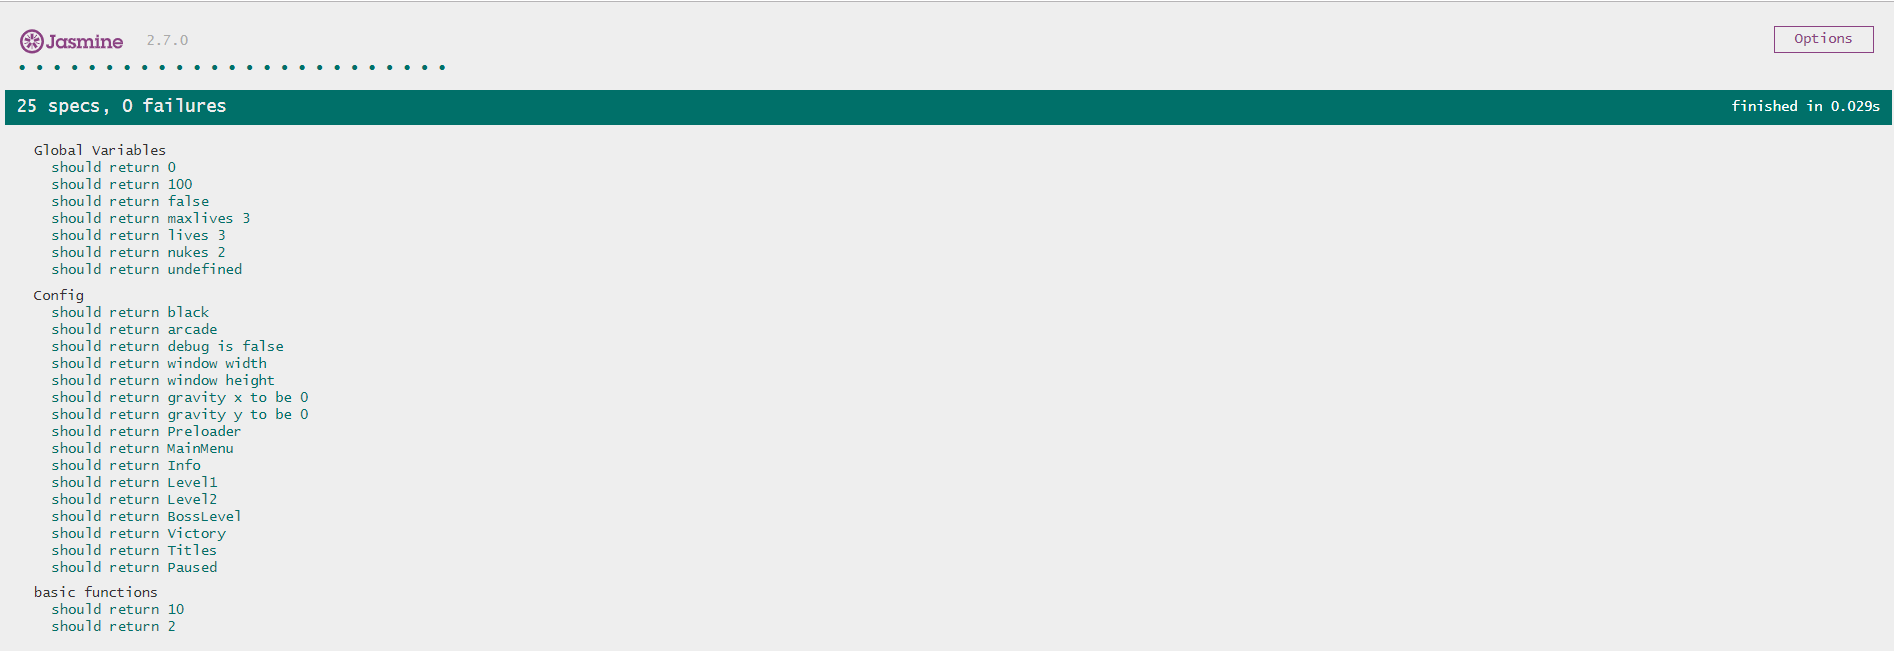 Jasmine 2.7.0
Options
25 specs, 0 failures
finished in 0.029s
Global Variables
should return 0
should return 100
should return false
should return maxlives 3
should return lives 3
should return nukes 2
should return undefined
Config
should return black
should return arcade
should return debug is false
should return window width
should return window height
should return gravity x to be 0
should return gravity y to be 0
should return Preloader
should return MainMenu
should return Info
should return Level1
should return Level2
should return BossLevel
should return Victory
should return Titles
should return Paused
basic functions
should return 10
should return 2